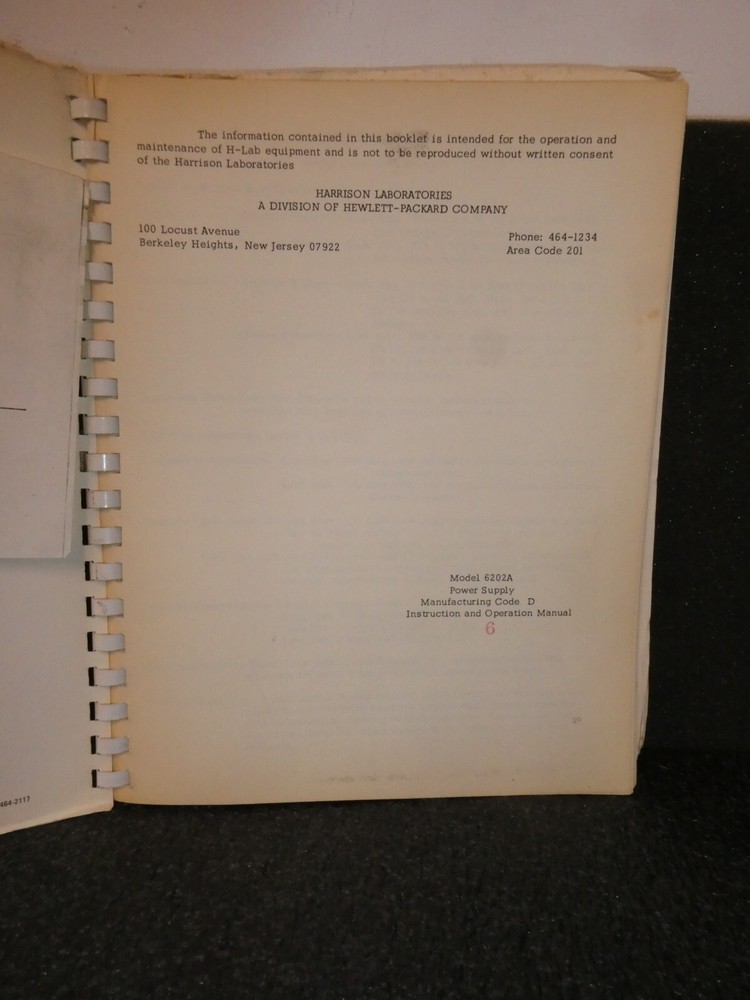 The information contained in this booklet is intended for the operation and
maintenance of H-Lab equipment and is not to be reproduced without written consent
of the Harrison Laboratories
HARRISON LABORATORIES
A DIVISION OF HEWLETT-PACKARD COMPANY
100 Locust Avenue
Berkeley Heights, New Jersey 07922
Phone: 464-1234
Area Code 201
Model 6202A
Power Supply
Manufacturing Code D
Instruction and Operation Manual
6
464-2117